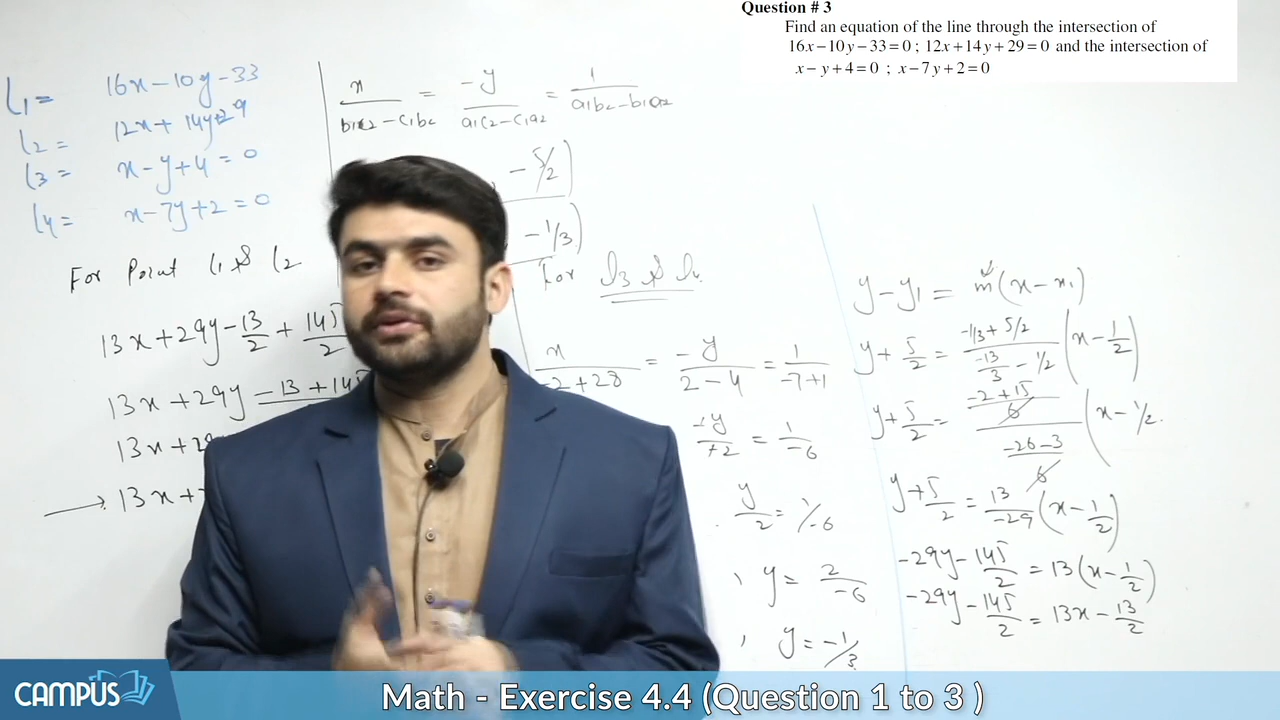 Question # 3
Find an equation of the line through the intersection of
16x−10y−33=0 ; 12x+14y+29=0 and the intersection of
x−y+4=0 ; x−7y+2=0
l1= 16x−10y−33
l2= 12x+14y+29
l3= x−y+4=0
l4= x−7y+2=0
For Point l1 & l2
13x+29y−13/2+145/2
13x+29y −13+145
13x+29
→ 13x+
x/(b1c2−c1b2) = −y/(a1c2−c1a2) = 1/(a1b2−b1a2)
−5/2)
−1/3)
For l3 & l4
x/(−2+28) = −y/(2−4) = 1/(−7+1)
−y/+2 = 1/−6
y/2 = 1/−6
y= 2/−6
y= −1/3
y−y1 = m(x−x1)
y+5/2 = (−1/3+5/2)/(−13/3−1/2) (x−1/2)
y+5/2 = ((−2+15)/6)/((−26−3)/6) (x−1/2
y+5/2 = 13/−29 (x−1/2)
−29y−145/2 = 13(x−1/2)
−29y−145/2 = 13x−13/2
CAMPUS
Math - Exercise 4.4 (Question 1 to 3 )